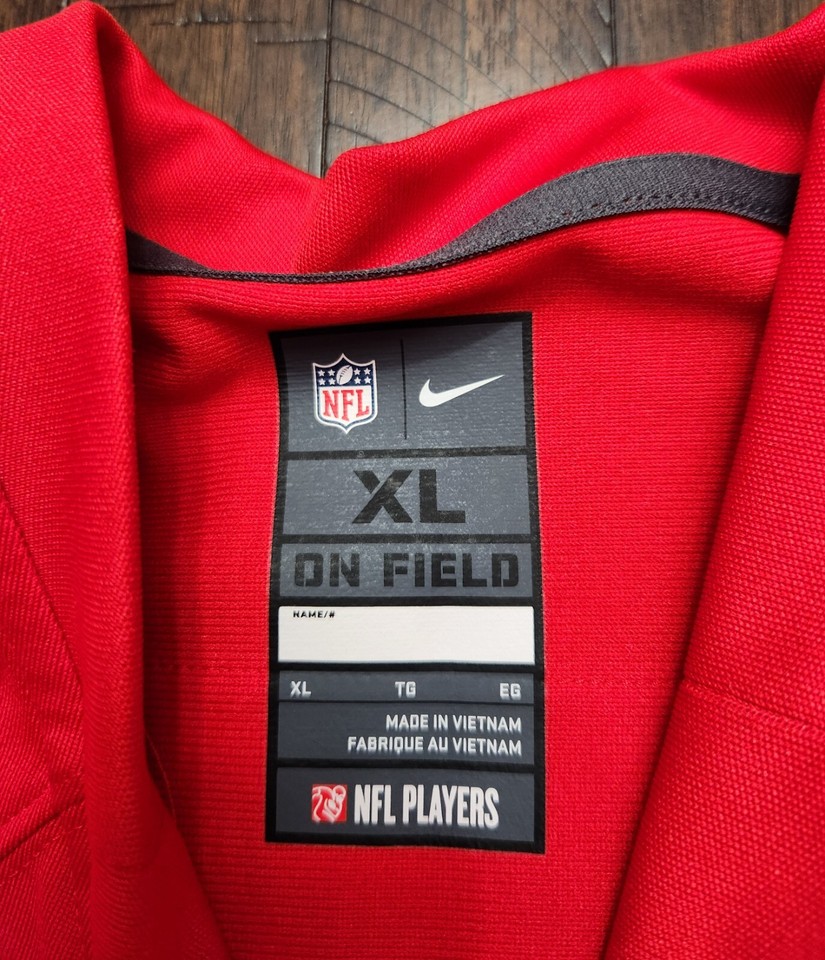 NFL
XL
ON FIELD
NAME/#
XL TG EG
MADE IN VIETNAM
FABRIQUE AU VIETNAM
NFL PLAYERS